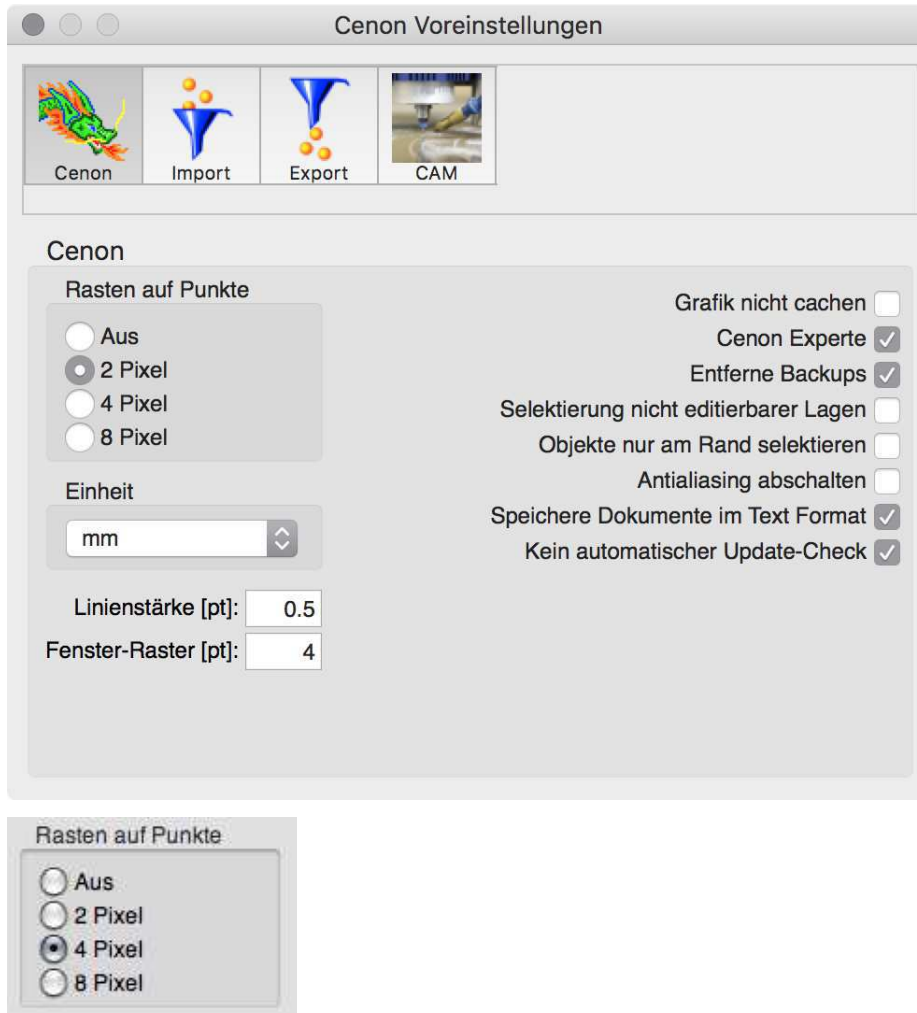 Cenon Voreinstellungen
Cenon
Import
Export
CAM
Cenon
Rasten auf Punkte
Aus
2 Pixel
4 Pixel
8 Pixel
Einheit
mm
Linienstärke [pt]: 0.5
Fenster-Raster [pt]: 4
Grafik nicht cachen
Cenon Experte
Entferne Backups
Selektierung nicht editierbarer Lagen
Objekte nur am Rand selektieren
Antialiasing abschalten
Speichere Dokumente im Text Format
Kein automatischer Update-Check
Rasten auf Punkte
Aus
2 Pixel
4 Pixel
8 Pixel